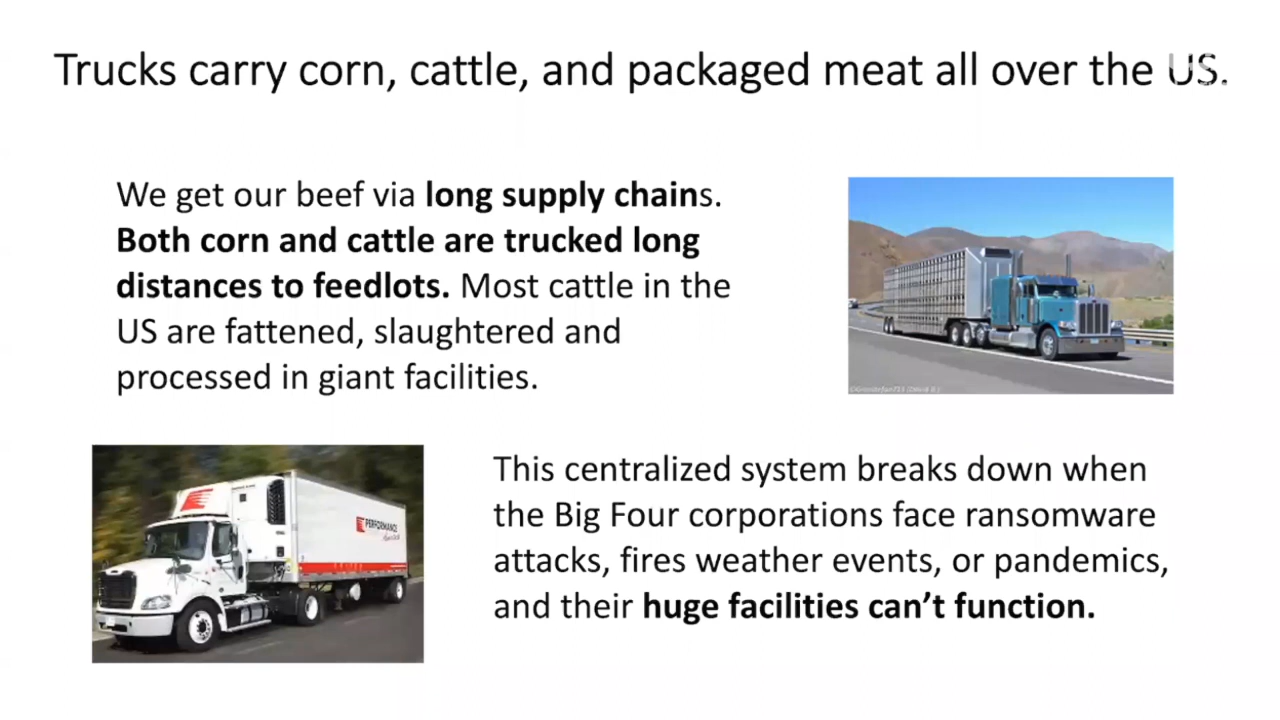 Trucks carry corn, cattle, and packaged meat all over the US.
We get our beef via long supply chains.
Both corn and cattle are trucked long
distances to feedlots. Most cattle in the
US are fattened, slaughtered and
processed in giant facilities.
PERFORMANCE
This centralized system breaks down when
the Big Four corporations face ransomware
attacks, fires weather events, or pandemics,
and their huge facilities can’t function.